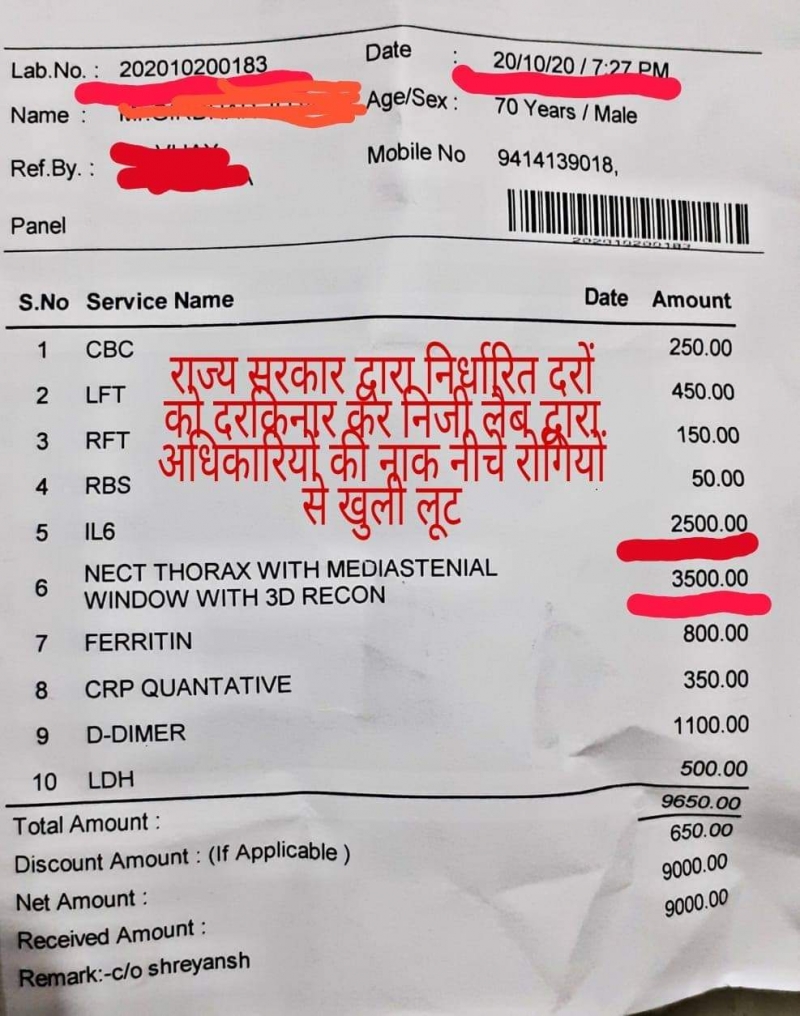 Lab.No. : 202010200183 Date : 20/10/20 / 7:27 PM
Name : Age/Sex : 70 Years / Male
Ref.By. : Mobile No 9414139018,
Panel
202010200183
S.No Service Name Date Amount
1 CBC 250.00
2 LFT 450.00
3 RFT 150.00
4 RBS 50.00
5 IL6 2500.00
6 NECT THORAX WITH MEDIASTENIAL
WINDOW WITH 3D RECON 3500.00
7 FERRITIN 800.00
8 CRP QUANTATIVE 350.00
9 D-DIMER 1100.00
10 LDH 500.00
राज्य सरकार द्वारा निर्धारित दरों
को दरकिनार कर निजी लैब द्वारा
अधिकारियों की नाक नीचे रोगियों
से खुली लूट
Total Amount : 9650.00
Discount Amount : (If Applicable ) 650.00
Net Amount : 9000.00
Received Amount : 9000.00
Remark:-c/o shreyansh